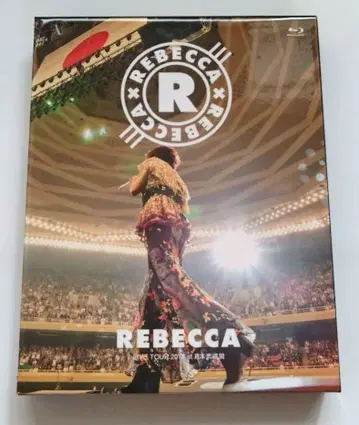 REBECCA
R
REBECCA
REBECCA
LIVE TOUR 2017 at 日本武道館